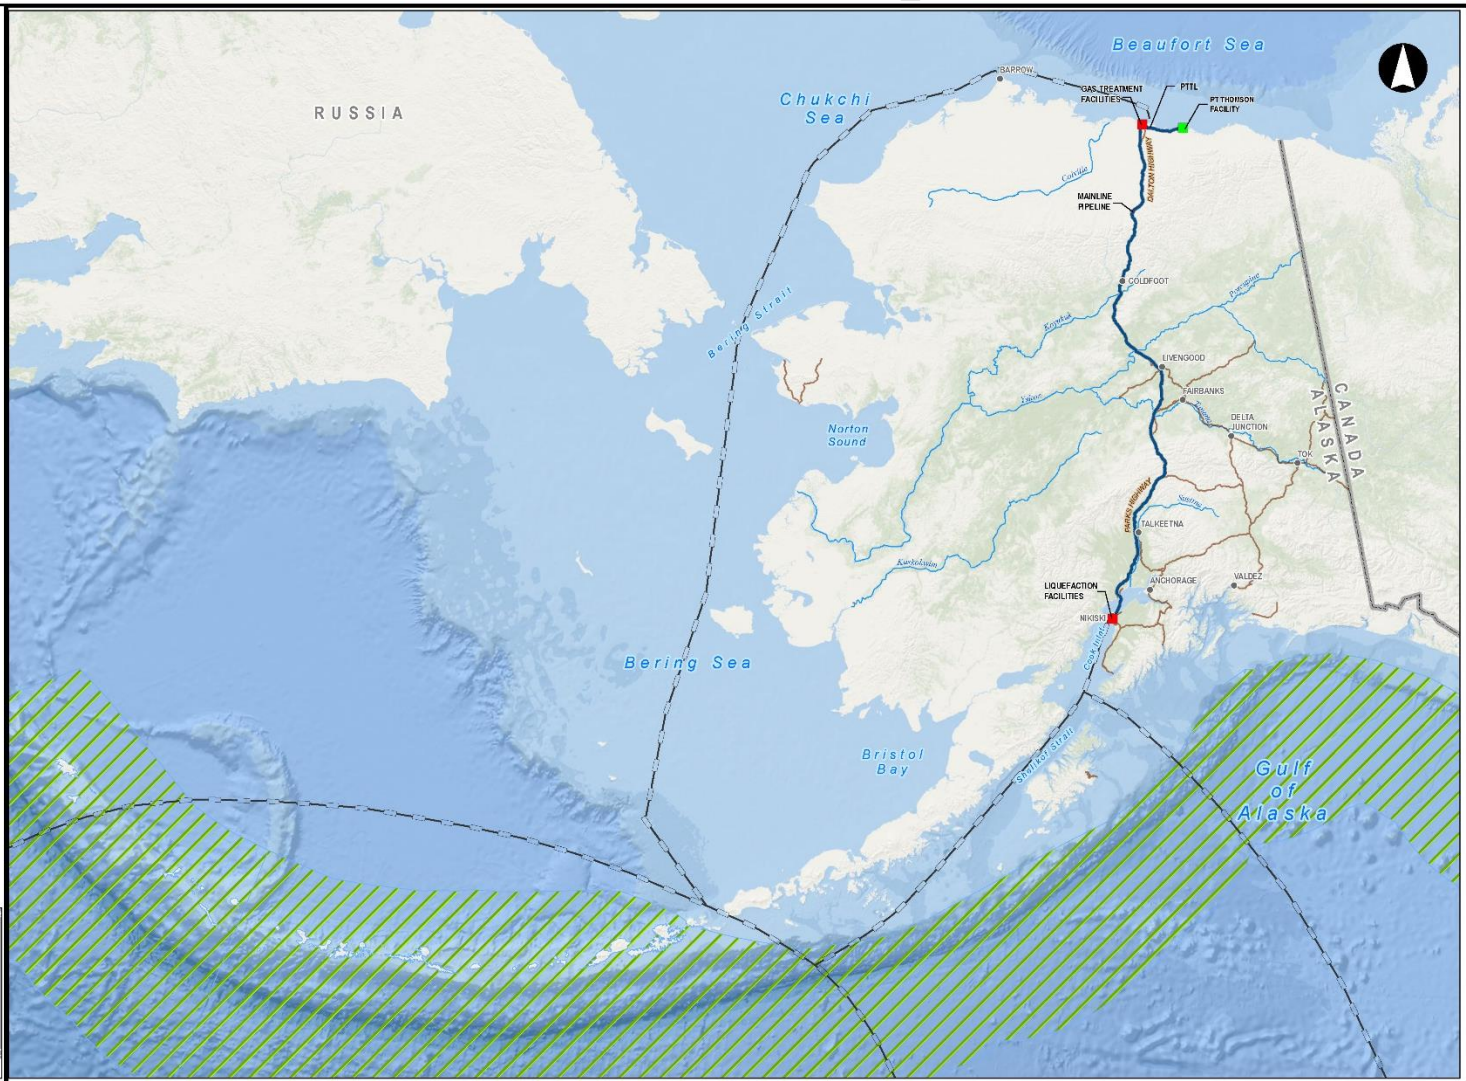 Beaufort Sea
BARROW
Chukchi
Sea
GAS TREATMENT
FACILITIES
PTTL
PT THOMSON
FACILITY
RUSSIA
DALTON HIGHWAY
Colville
MAINLINE
PIPELINE
COLDFOOT
Porcupine
Bering Strait
Koyukuk
LIVENGOOD
FAIRBANKS
Yukon
Tanana
CANADA
ALASKA
DELTA
JUNCTION
Norton
Sound
TOK
PARKS HIGHWAY
Susitna
TALKEETNA
Kuskokwim
ANCHORAGE
VALDEZ
LIQUEFACTION
FACILITIES
NIKISKI
Cook Inlet
Bering Sea
Shelikof Strait
Bristol
Bay
Gulf
of
Alaska